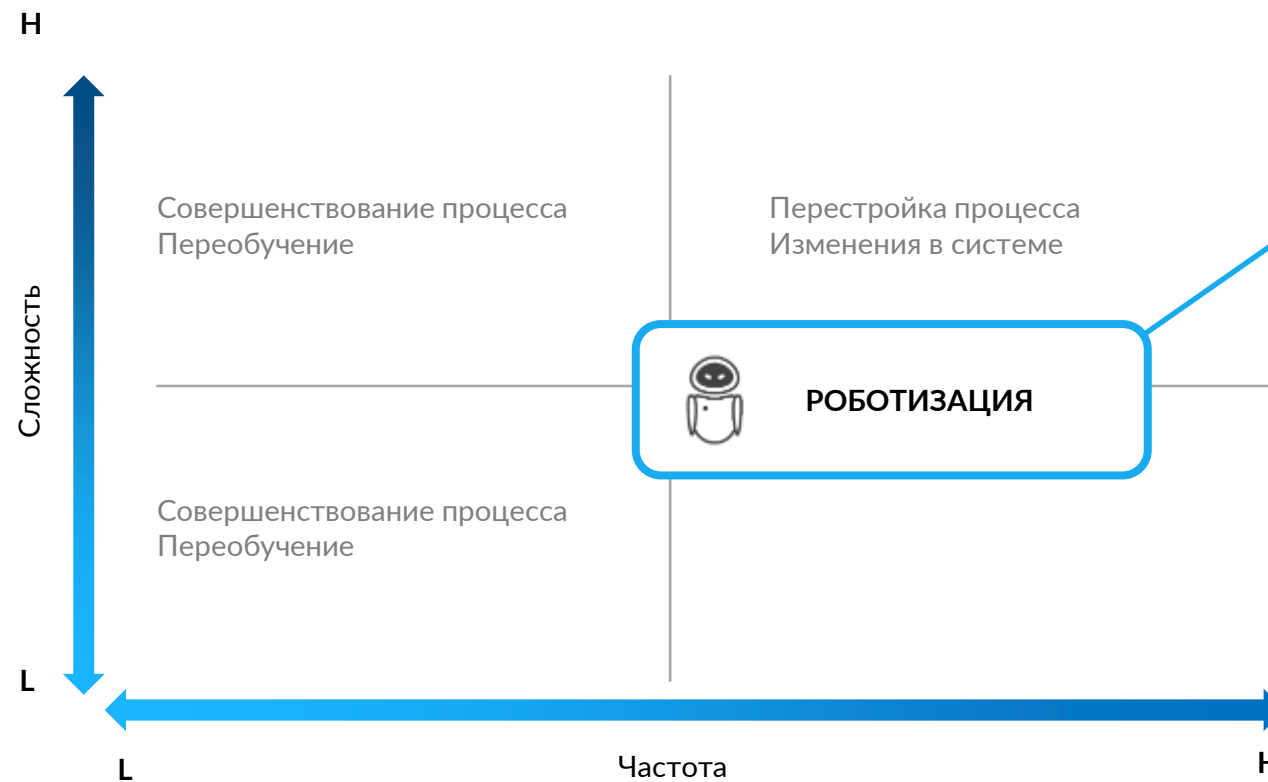 H
Совершенствование процесса
Переобучение
Перестройка процесса
Изменения в системе
Сложность
РОБОТИЗАЦИЯ
Совершенствование процесса
Переобучение
L
L
Частота
H